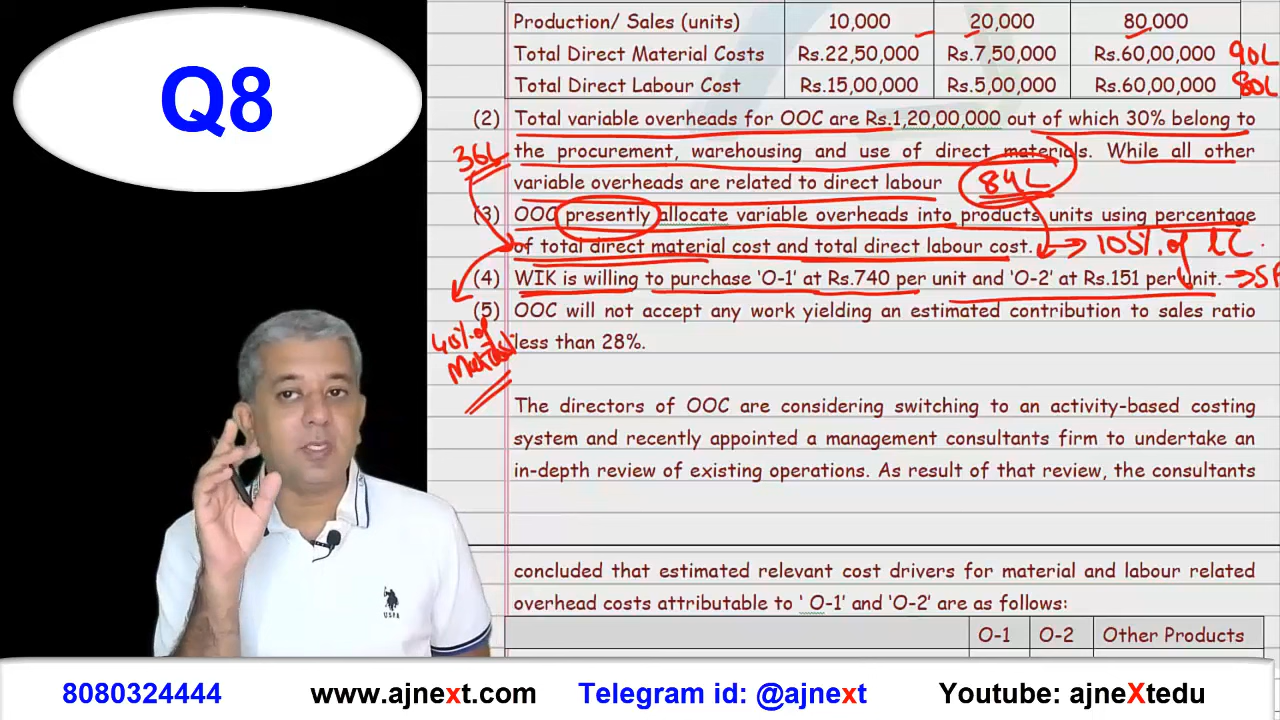 Q8
Production/ Sales (units) 10,000 20,000 80,000
Total Direct Material Costs Rs.22,50,000 Rs.7,50,000 Rs.60,00,000 90L
Total Direct Labour Cost Rs.15,00,000 Rs.5,00,000 Rs.60,00,000 80L
(2) Total variable overheads for OOC are Rs.1,20,00,000 out of which 30% belong to
36L the procurement, warehousing and use of direct materials. While all other
variable overheads are related to direct labour 84L
(3) OOC presently allocate variable overheads into products units using percentage
of total direct material cost and total direct labour cost. → 105% of LC.
(4) WIK is willing to purchase 'O-1' at Rs.740 per unit and 'O-2' at Rs.151 per unit. → SP
(5) OOC will not accept any work yielding an estimated contribution to sales ratio
40% of
less than 28%.
The directors of OOC are considering switching to an activity-based costing
system and recently appointed a management consultants firm to undertake an
in-depth review of existing operations. As result of that review, the consultants
concluded that estimated relevant cost drivers for material and labour related
overhead costs attributable to ' O-1' and 'O-2' are as follows:
O-1 O-2 Other Products
U.S. POLO ASSN.
USPA
8080324444 www.ajnext.com Telegram id: @ajnext Youtube: ajneXtedu